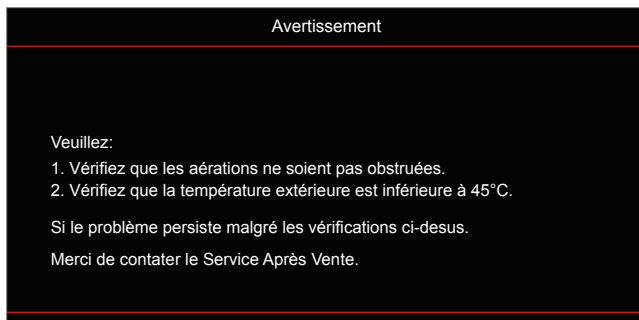 Avertissement
Veuillez:
1. Vérifiez que les aérations ne soient pas obstruées.
2. Vérifiez que la température extérieure est inférieure à 45°C.
Si le problème persiste malgré les vérifications ci-desus.
Merci de contater le Service Après Vente.